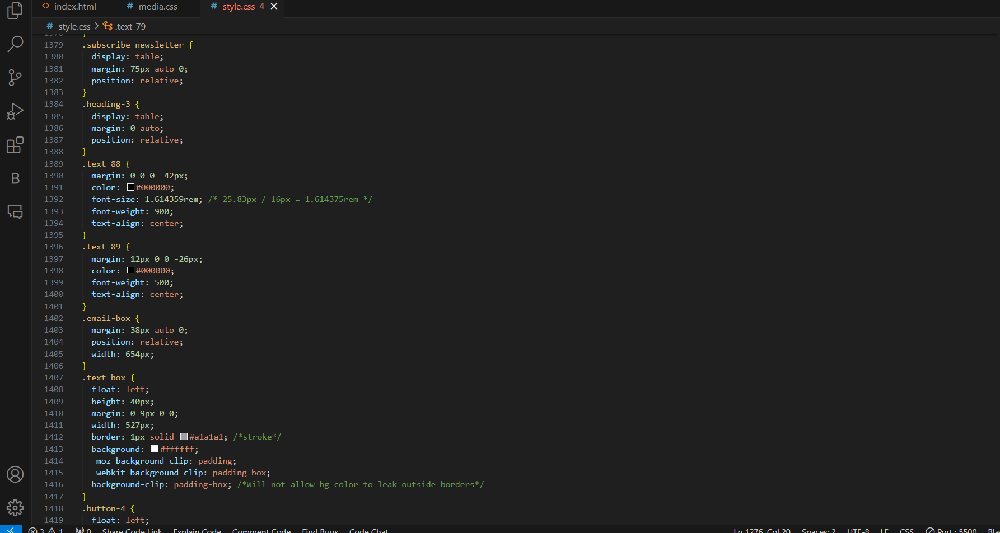 index.html
media.css
style.css 4
style.css > .text-79
1378 }
1379 .subscribe-newsletter {
1380 display: table;
1381 margin: 75px auto 0;
1382 position: relative;
1383 }
1384 .heading-3 {
1385 display: table;
1386 margin: 0 auto;
1387 position: relative;
1388 }
1389 .text-88 {
1390 margin: 0 0 0 -42px;
1391 color: #000000;
1392 font-size: 1.614359rem; /* 25.83px / 16px = 1.614375rem */
1393 font-weight: 900;
1394 text-align: center;
1395 }
1396 .text-89 {
1397 margin: 12px 0 0 -26px;
1398 color: #000000;
1399 font-weight: 500;
1400 text-align: center;
1401 }
1402 .email-box {
1403 margin: 38px auto 0;
1404 position: relative;
1405 width: 654px;
1406 }
1407 .text-box {
1408 float: left;
1409 height: 40px;
1410 margin: 0 9px 0 0;
1411 width: 527px;
1412 border: 1px solid #a1a1a1; /*stroke*/
1413 background: #ffffff;
1414 -moz-background-clip: padding;
1415 -webkit-background-clip: padding-box;
1416 background-clip: padding-box; /*Will not allow bg color to leak outside borders*/
1417 }
1418 .button-4 {
1419 float: left;
B
3 1 0 Share Code Link Explain Code Comment Code Find Bugs Code Chat Ln 1276, Col 20 Spaces: 2 UTF-8 LF CSS Port : 5500